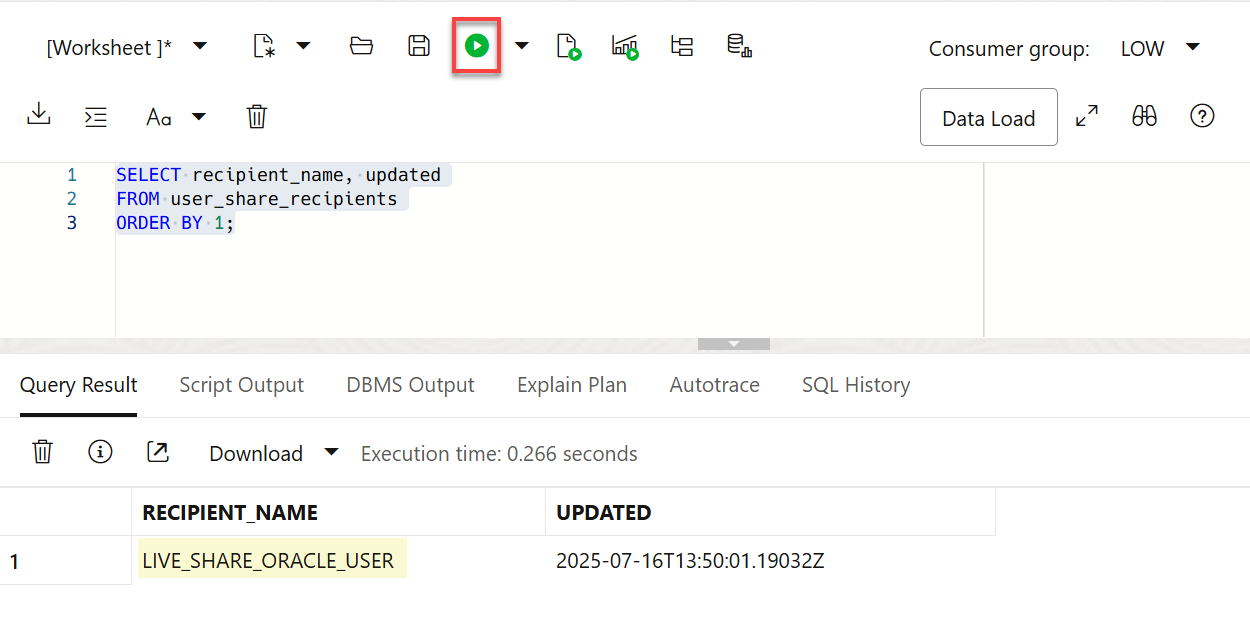 [Worksheet ]*
Consumer group: LOW
Aa
Data Load
1 SELECT recipient_name, updated
2 FROM user_share_recipients
3 ORDER BY 1;
Query Result Script Output DBMS Output Explain Plan Autotrace SQL History
Download Execution time: 0.266 seconds
RECIPIENT_NAME UPDATED
1 LIVE_SHARE_ORACLE_USER 2025-07-16T13:50:01.19032Z